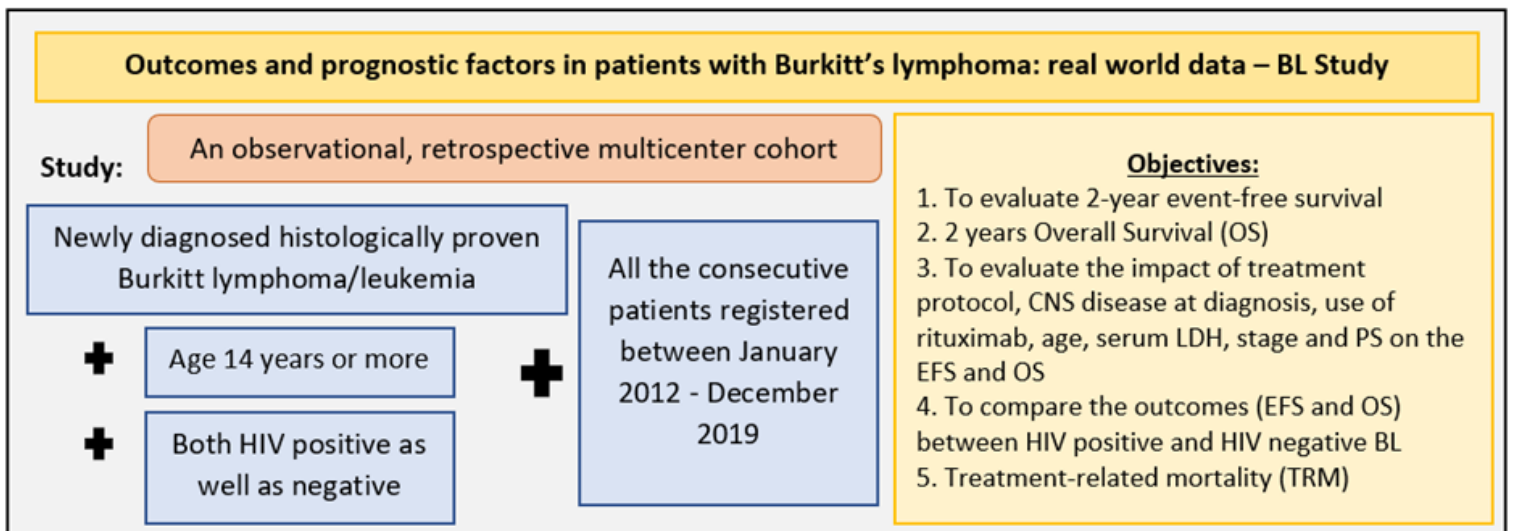 Outcomes and prognostic factors in patients with Burkitt’s lymphoma: real world data – BL Study
Study:
An observational, retrospective multicenter cohort
Newly diagnosed histologically proven
Burkitt lymphoma/leukemia
Age 14 years or more
Both HIV positive as
well as negative
All the consecutive
patients registered
between January
2012 - December
2019
Objectives:
1. To evaluate 2-year event-free survival
2. 2 years Overall Survival (OS)
3. To evaluate the impact of treatment
protocol, CNS disease at diagnosis, use of
rituximab, age, serum LDH, stage and PS on the
EFS and OS
4. To compare the outcomes (EFS and OS)
between HIV positive and HIV negative BL
5. Treatment-related mortality (TRM)